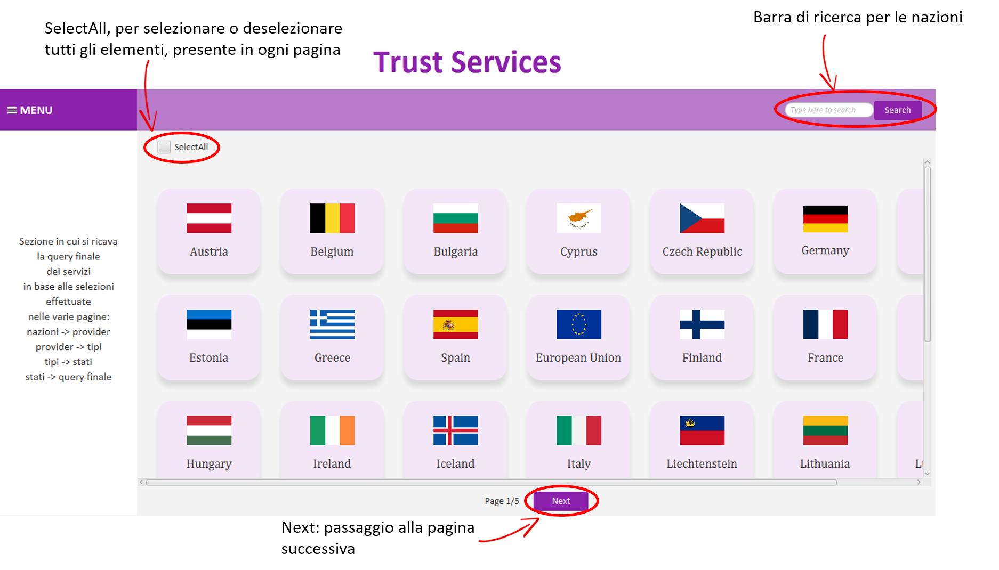 SelectAll, per selezionare o deselezionare
tutti gli elementi, presente in ogni pagina
Barra di ricerca per le nazioni
Trust Services
MENU
Type here to search
Search
SelectAll
Sezione in cui si ricava
la query finale
dei servizi
in base alle selezioni
effettuate
nelle varie pagine:
nazioni -> provider
provider -> tipi
tipi -> stati
stati -> query finale
Austria
Belgium
Bulgaria
Cyprus
Czech Republic
Germany
Estonia
Greece
Spain
European Union
Finland
France
Hungary
Ireland
Iceland
Italy
Liechtenstein
Lithuania
Page 1/5
Next
Next: passaggio alla pagina
successiva